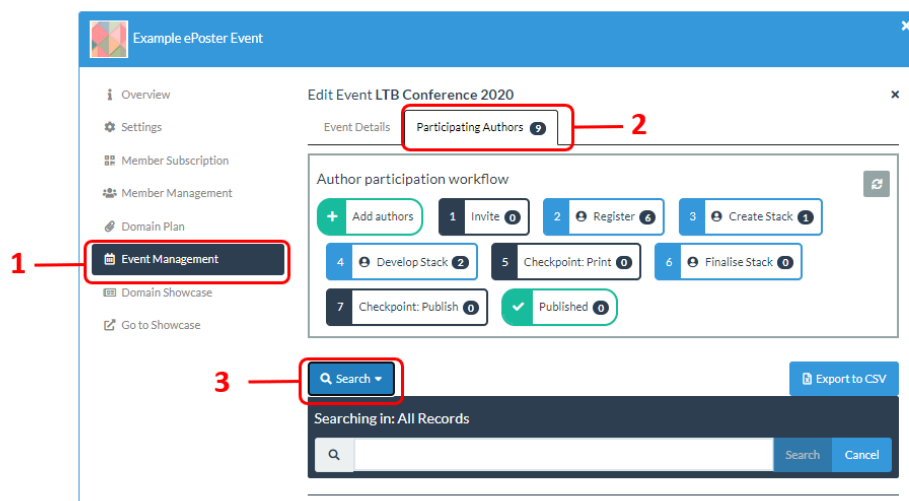 Example ePoster Event
×
Overview
Settings
Member Subscription
Member Management
Domain Plan
1
Event Management
Domain Showcase
Go to Showcase
Edit Event LTB Conference 2020
×
Event Details
Participating Authors 9
2
Author participation workflow
Add authors
1 Invite 0
2 Register 6
3 Create Stack 1
4 Develop Stack 2
5 Checkpoint: Print 0
6 Finalise Stack 0
7 Checkpoint: Publish 0
Published 0
3
Search
Export to CSV
Searching in: All Records
Search
Cancel